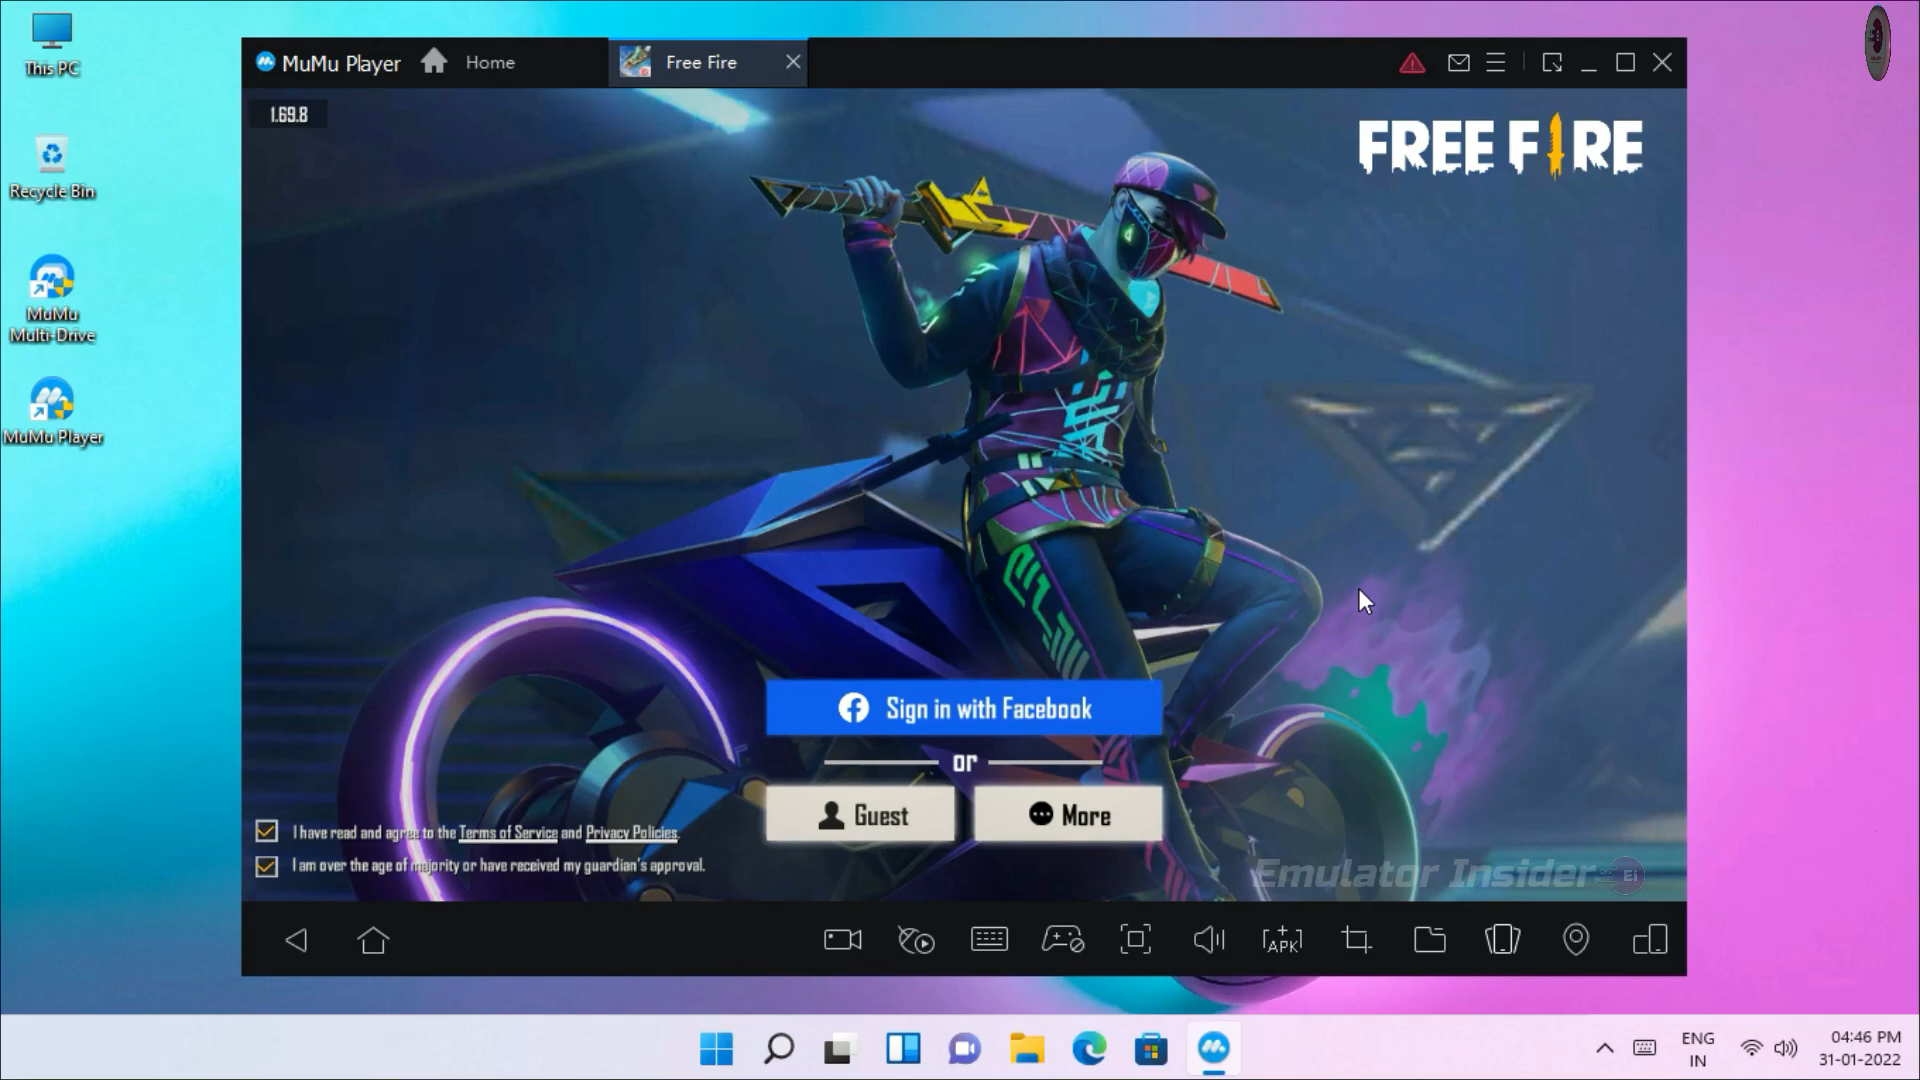 This PC
Recycle Bin
MuMu
Multi-Drive
MuMu Player
MuMu Player
Home
Free Fire
1.69.8
FREE FIRE
Sign in with Facebook
or
Guest
More
I have read and agree to the Terms of Service and Privacy Policies.
I am over the age of majority or have received my guardian's approval.
Emulator Insider
Ei
APK
ENG
IN
04:46 PM
31-01-2022